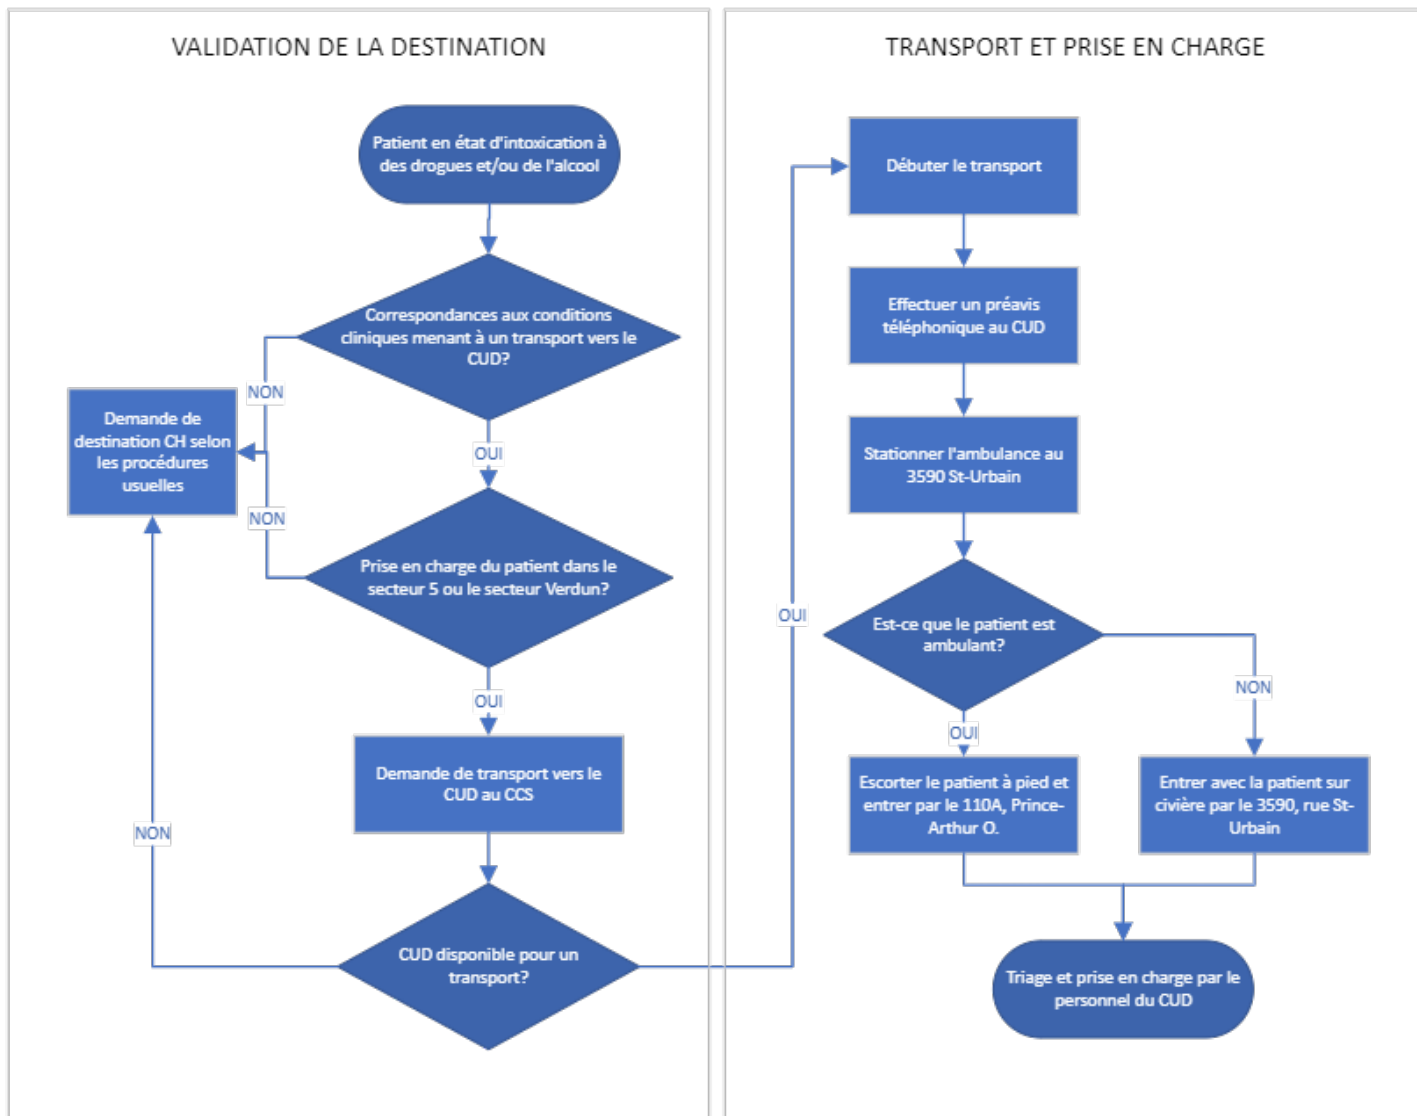 VALIDATION DE LA DESTINATION
Patient en état d'intoxication à
des drogues et/ou de l'alcool
Correspondances aux conditions
cliniques menant à un transport vers le
CUD?
NON
Demande de
destination CH selon
les procédures
usuelles
OUI
NON
Prise en charge du patient dans le
secteur 5 ou le secteur Verdun?
OUI
Demande de transport vers le
CUD au CCS
NON
CUD disponible pour un
transport?
OUI
TRANSPORT ET PRISE EN CHARGE
Débuter le transport
Effectuer un préavis
téléphonique au CUD
Stationner l'ambulance au
3590 St-Urbain
Est-ce que le patient est
ambulant?
NON
OUI
Escorter le patient à pied et
entrer par le 110A, Prince-
Arthur O.
Entrer avec la patient sur
civière par le 3590, rue St-
Urbain
Triage et prise en charge par le
personnel du CUD